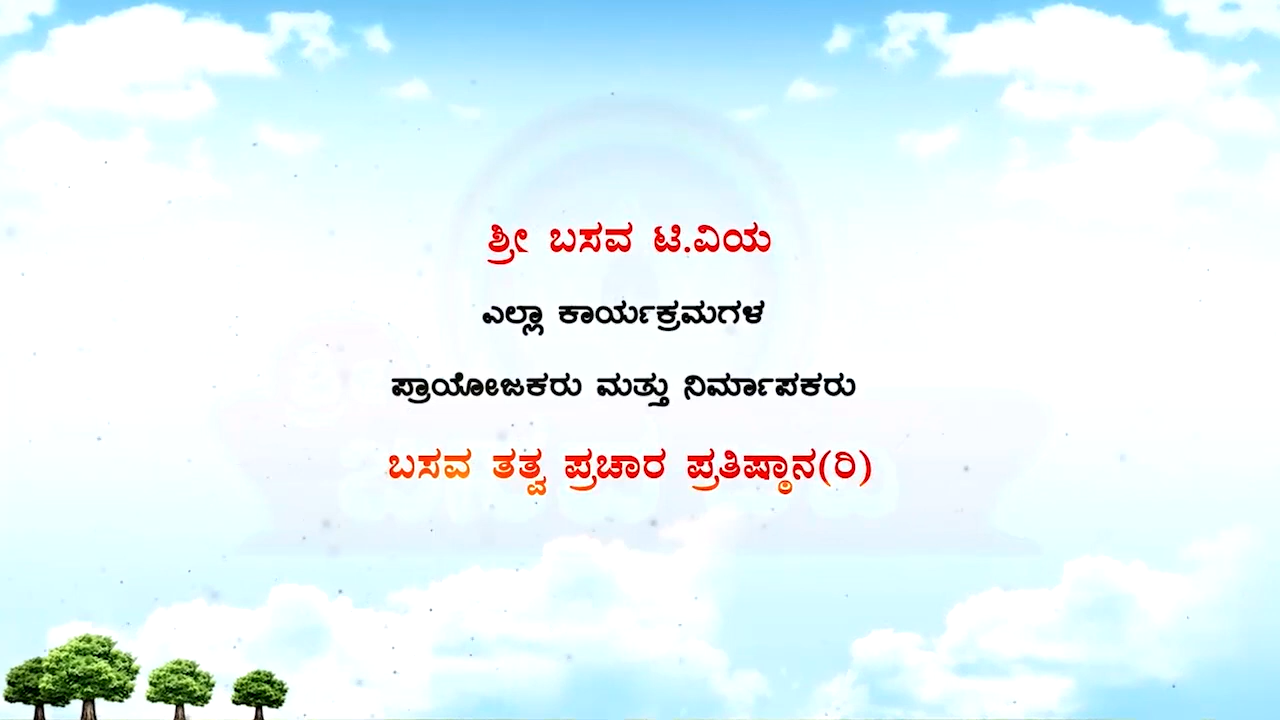 ಶ್ರೀ ಬಸವ ಟಿ.ವಿಯ
ಎಲ್ಲಾ ಕಾರ್ಯಕ್ರಮಗಳ
ಪ್ರಾಯೋಜಕರು ಮತ್ತು ನಿರ್ಮಾಪಕರು
ಬಸವ ತತ್ವ ಪ್ರಚಾರ ಪ್ರತಿಷ್ಠಾನ(ರಿ)